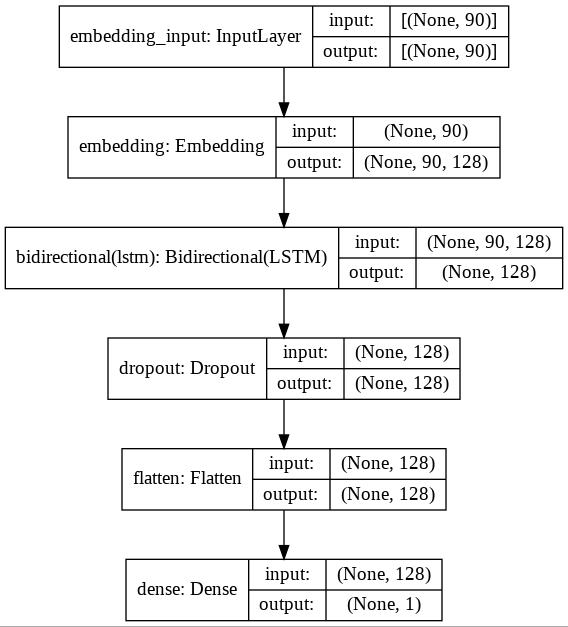 embedding_input: InputLayer
input: [(None, 90)]
output: [(None, 90)]
embedding: Embedding
input: (None, 90)
output: (None, 90, 128)
bidirectional(lstm): Bidirectional(LSTM)
input: (None, 90, 128)
output: (None, 128)
dropout: Dropout
input: (None, 128)
output: (None, 128)
flatten: Flatten
input: (None, 128)
output: (None, 128)
dense: Dense
input: (None, 128)
output: (None, 1)